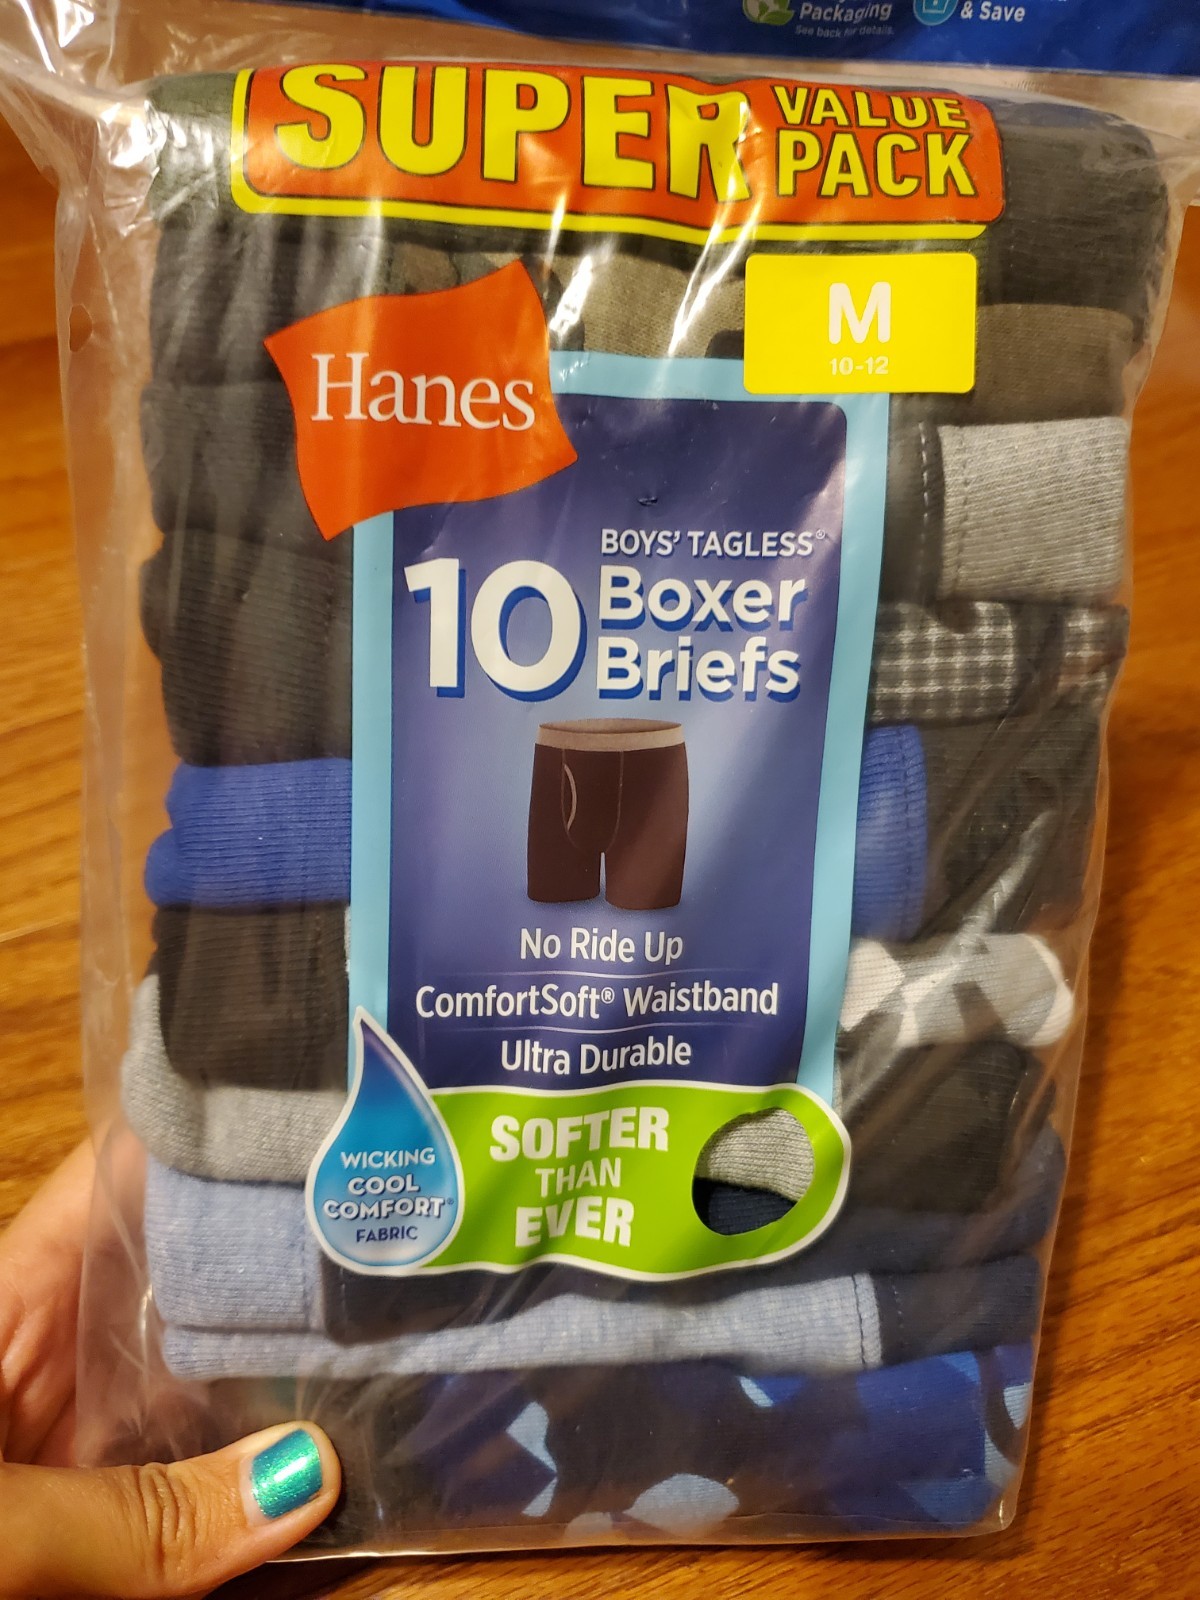 Packaging
See back for details.
& Save
SUPER
VALUE
PACK
M
10-12
Hanes
BOYS' TAGLESS®
10
Boxer
Briefs
No Ride Up
ComfortSoft® Waistband
Ultra Durable
SOFTER
THAN
EVER
WICKING
COOL
COMFORT®
FABRIC